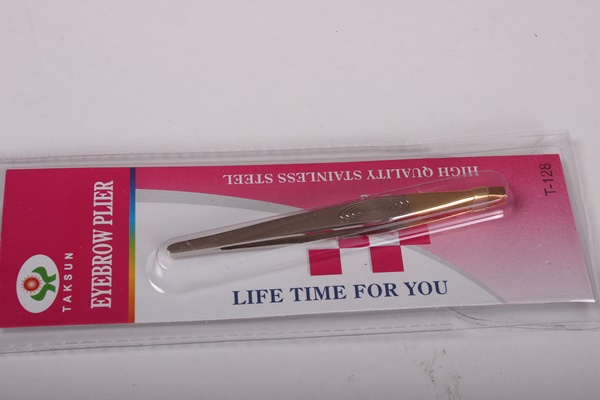 HIGH QUALITY STAINLESS STEEL
T-128
TAKSUN
EYEBROW PLIER
LIFE TIME FOR YOU